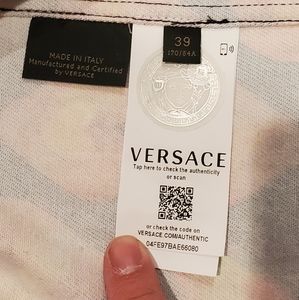 MADE IN ITALY
Manufactured and Certified
by VERSACE
39
170/84A
VERSACE
Tap here to check the authenticity
or scan
or check the code on
VERSACE.COM/AUTHENTIC
04FE97BAE66080